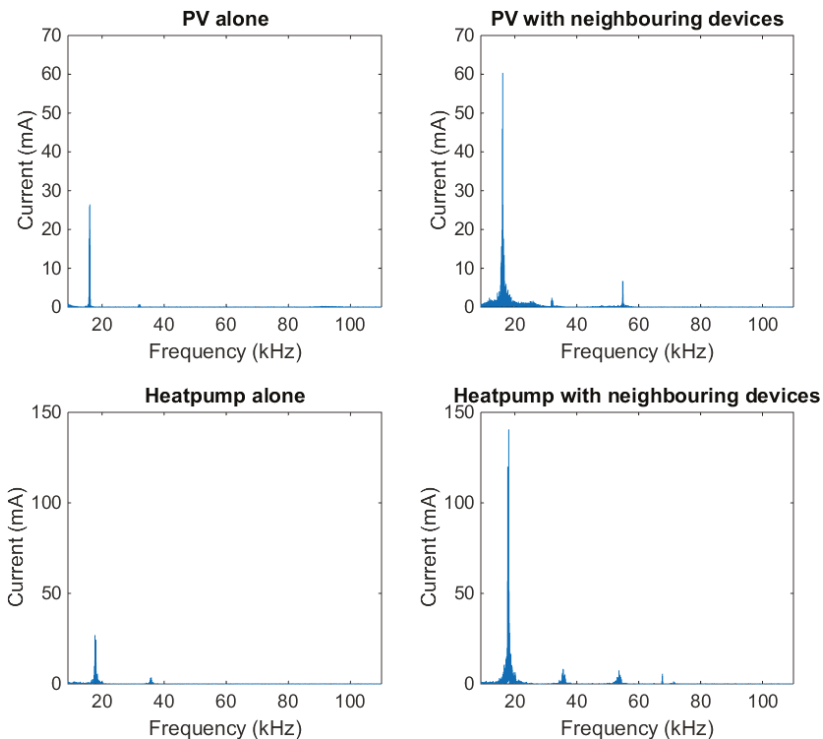 PV alone
70
60
50
40
30
20
10
0
Current (mA)
20 40 60 80 100
Frequency (kHz)
PV with neighbouring devices
70
60
50
40
30
20
10
0
Current (mA)
20 40 60 80 100
Frequency (kHz)
Heatpump alone
150
100
50
0
Current (mA)
20 40 60 80 100
Frequency (kHz)
Heatpump with neighbouring devices
150
100
50
0
Current (mA)
20 40 60 80 100
Frequency (kHz)